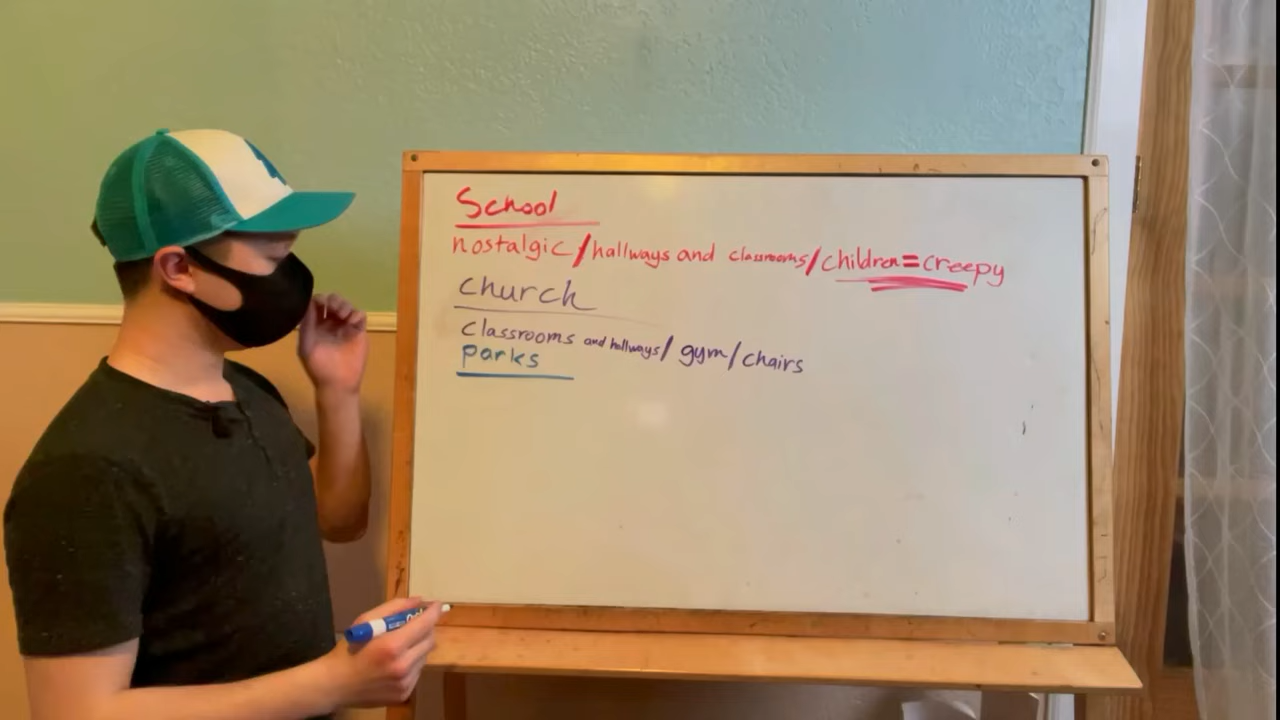 School
nostalgic/hallways and classrooms/children=creepy
church
classrooms and hallways/gym/chairs
parks